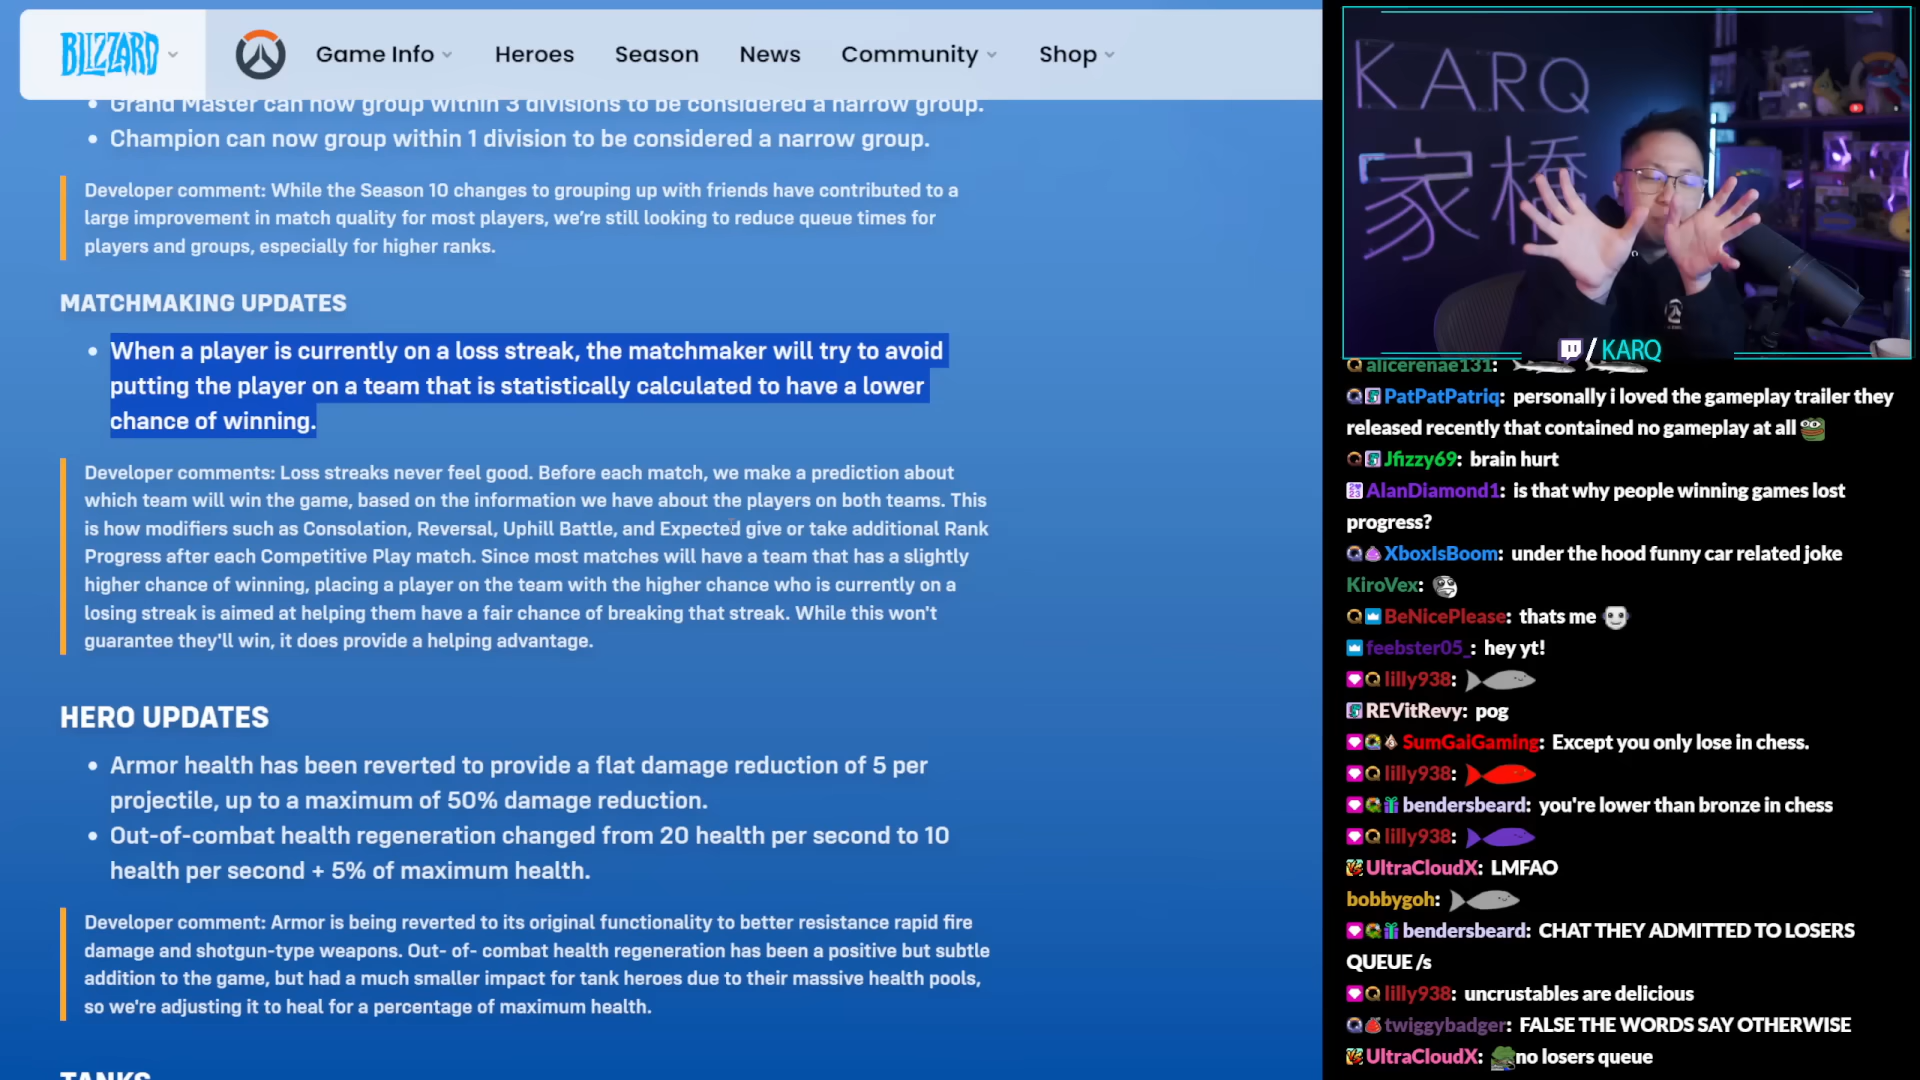 BLIZZARD
Game Info
Heroes
Season
News
Community
Shop
Grand Master can now group within 3 divisions to be considered a narrow group.
Champion can now group within 1 division to be considered a narrow group.
Developer comment: While the Season 10 changes to grouping up with friends have contributed to a
large improvement in match quality for most players, we're still looking to reduce queue times for
players and groups, especially for higher ranks.
MATCHMAKING UPDATES
When a player is currently on a loss streak, the matchmaker will try to avoid
putting the player on a team that is statistically calculated to have a lower
chance of winning.
Developer comments: Loss streaks never feel good. Before each match, we make a prediction about
which team will win the game, based on the information we have about the players on both teams. This
is how modifiers such as Consolation, Reversal, Uphill Battle, and Expected give or take additional Rank
Progress after each Competitive Play match. Since most matches will have a team that has a slightly
higher chance of winning, placing a player on the team with the higher chance who is currently on a
losing streak is aimed at helping them have a fair chance of breaking that streak. While this won't
guarantee they'll win, it does provide a helping advantage.
HERO UPDATES
Armor health has been reverted to provide a flat damage reduction of 5 per
projectile, up to a maximum of 50% damage reduction.
Out-of-combat health regeneration changed from 20 health per second to 10
health per second + 5% of maximum health.
Developer comment: Armor is being reverted to its original functionality to better resistance rapid fire
damage and shotgun-type weapons. Out- of- combat health regeneration has been a positive but subtle
addition to the game, but had a much smaller impact for tank heroes due to their massive health pools,
so we're adjusting it to heal for a percentage of maximum health.
TANKS
KARQ
家橋
/ KARQ
alicerenae131:
PatPatPatriq: personally i loved the gameplay trailer they
released recently that contained no gameplay at all
Jfizzy69: brain hurt
AlanDiamond1: is that why people winning games lost
progress?
XboxIsBoom: under the hood funny car related joke
KiroVex:
BeNicePlease: thats me
feebster05_: hey yt!
lilly938:
REVitRevy: pog
SumGaiGaming: Except you only lose in chess.
lilly938:
bendersbeard: you're lower than bronze in chess
lilly938:
UltraCloudX: LMFAO
bobbygoh:
bendersbeard: CHAT THEY ADMITTED TO LOSERS
QUEUE /s
lilly938: uncrustables are delicious
twiggybadger: FALSE THE WORDS SAY OTHERWISE
UltraCloudX: no losers queue